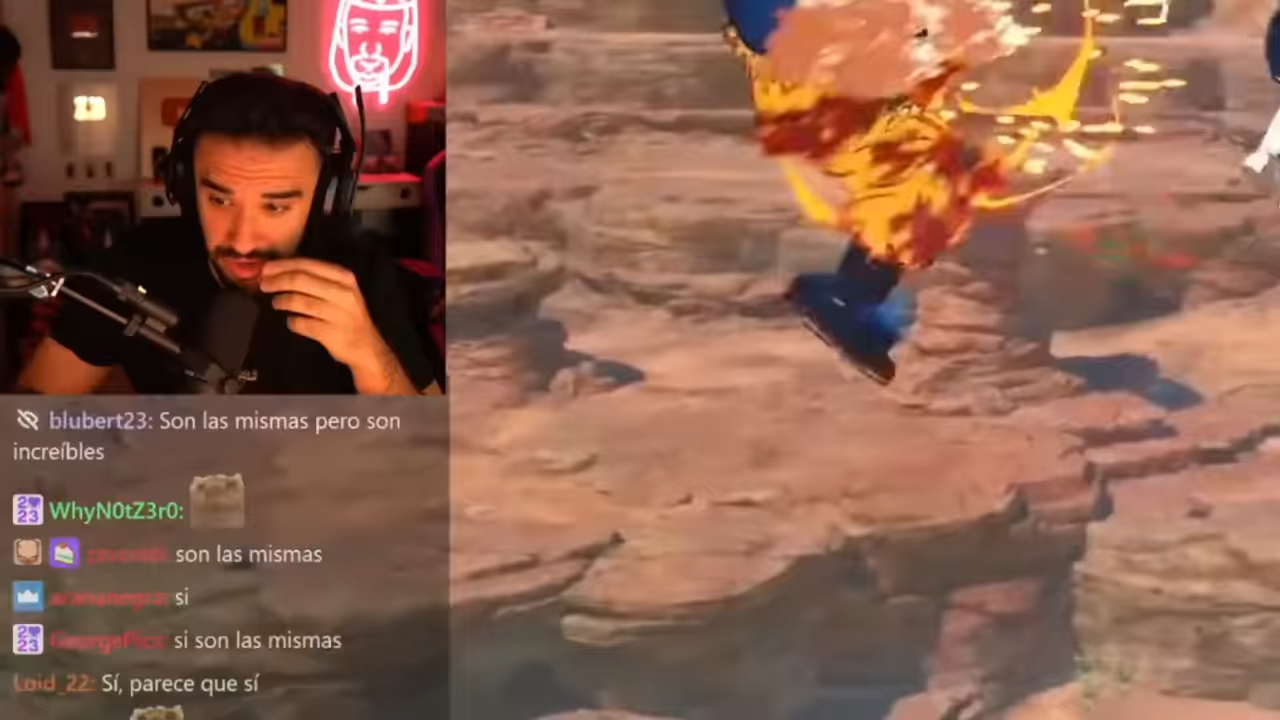 blubert23: Son las mismas pero son
increíbles
WhyN0tZ3r0:
son las mismas
si
GeorgePicx: si son las mismas
Loid_22: Sí, parece que sí